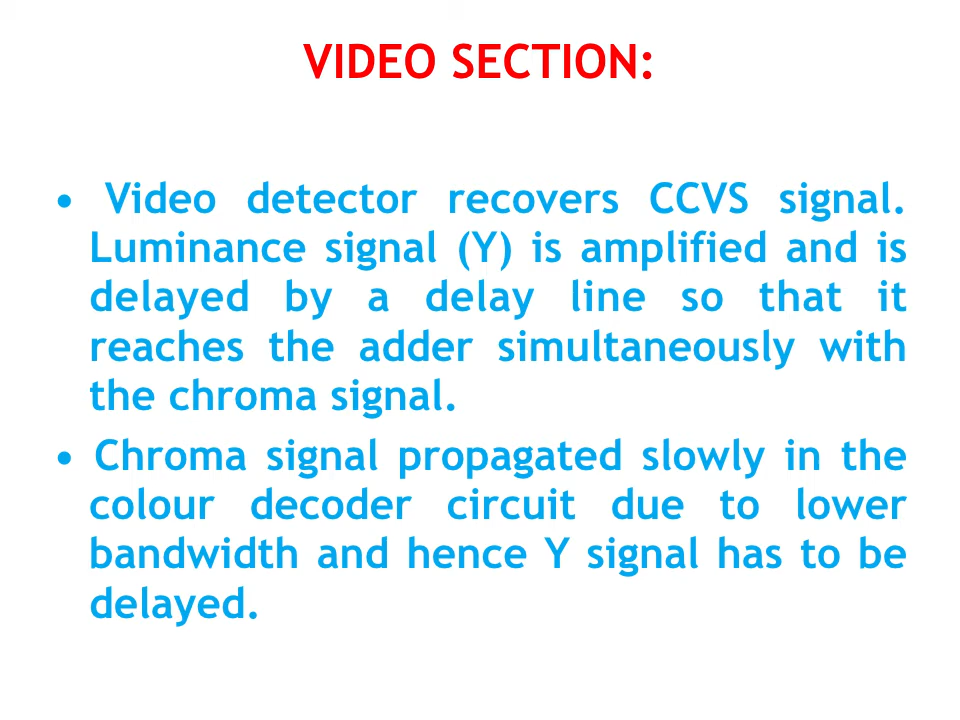 VIDEO SECTION:
• Video detector recovers CCVS signal.
Luminance signal (Y) is amplified and is
delayed by a delay line so that it
reaches the adder simultaneously with
the chroma signal.
• Chroma signal propagated slowly in the
colour decoder circuit due to lower
bandwidth and hence Y signal has to be
delayed.